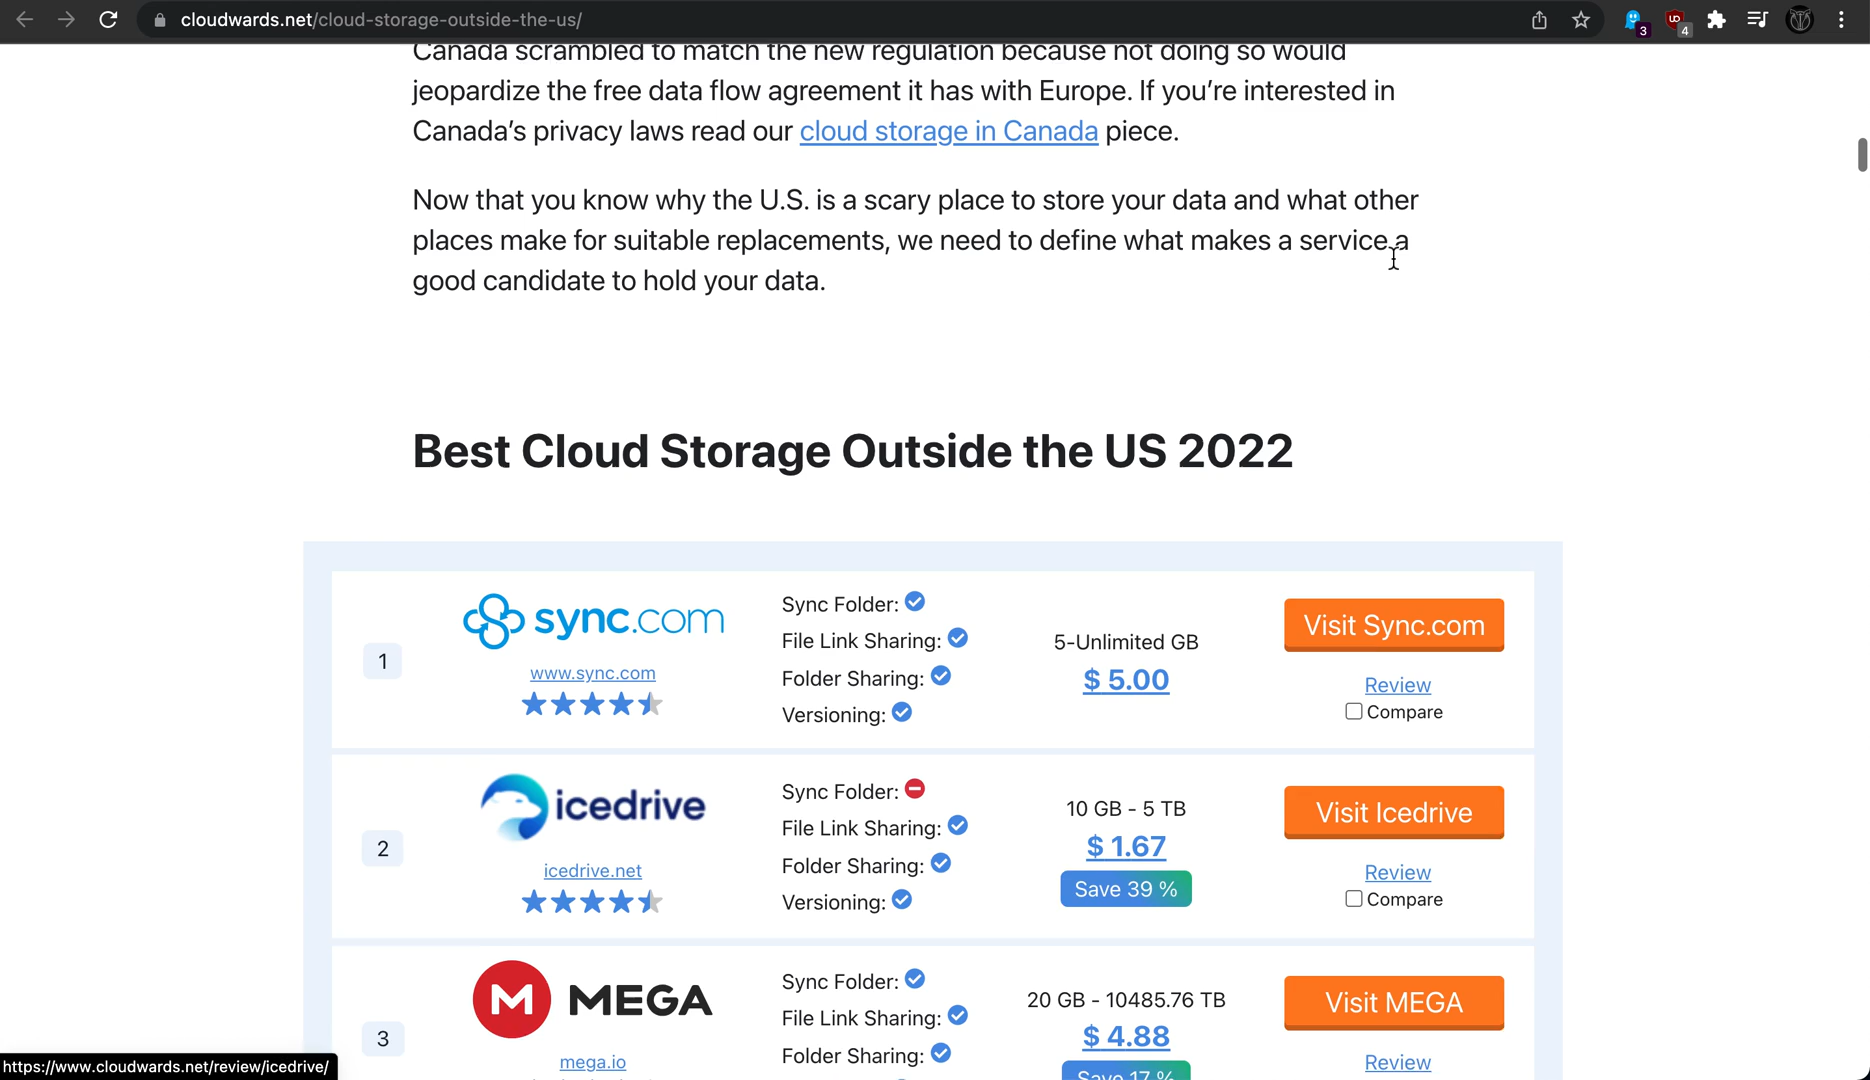 cloudwards.net/cloud-storage-outside-the-us/
3
4
Canada scrambled to match the new regulation because not doing so would
jeopardize the free data flow agreement it has with Europe. If you’re interested in
Canada’s privacy laws read our cloud storage in Canada piece.
Now that you know why the U.S. is a scary place to store your data and what other
places make for suitable replacements, we need to define what makes a service a
good candidate to hold your data.
Best Cloud Storage Outside the US 2022
1
sync.com
www.sync.com
Sync Folder:
File Link Sharing:
Folder Sharing:
Versioning:
5-Unlimited GB
$ 5.00
Visit Sync.com
Review
Compare
2
icedrive
icedrive.net
Sync Folder:
File Link Sharing:
Folder Sharing:
Versioning:
10 GB - 5 TB
$ 1.67
Save 39 %
Visit Icedrive
Review
Compare
3
M MEGA
mega.io
Sync Folder:
File Link Sharing:
Folder Sharing:
20 GB - 10485.76 TB
$ 4.88
Save 17 %
Visit MEGA
Review
https://www.cloudwards.net/review/icedrive/